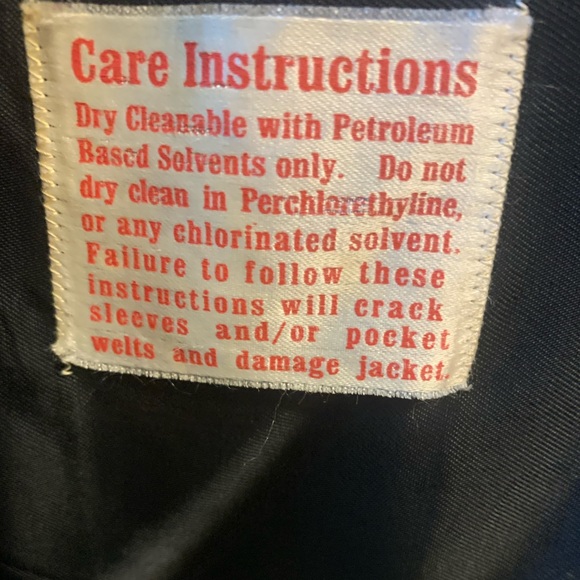 Care Instructions
Dry Cleanable with Petroleum
Based Solvents only. Do not
dry clean in Perchlorethyline,
or any chlorinated solvent.
Failure to follow these
instructions will crack
sleeves and/or pocket
welts and damage jacket.